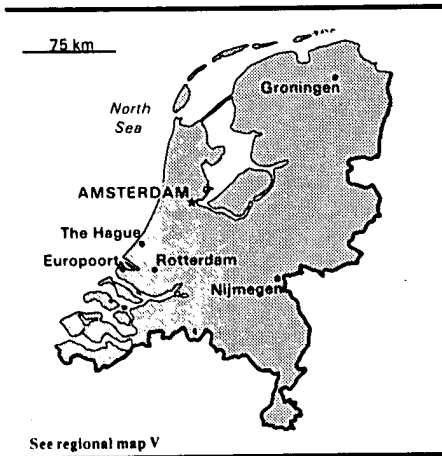 75 km
Groningen
North
Sea
AMSTERDAM
The Hague
Europoort
Rotterdam
Nijmegen
See regional map V